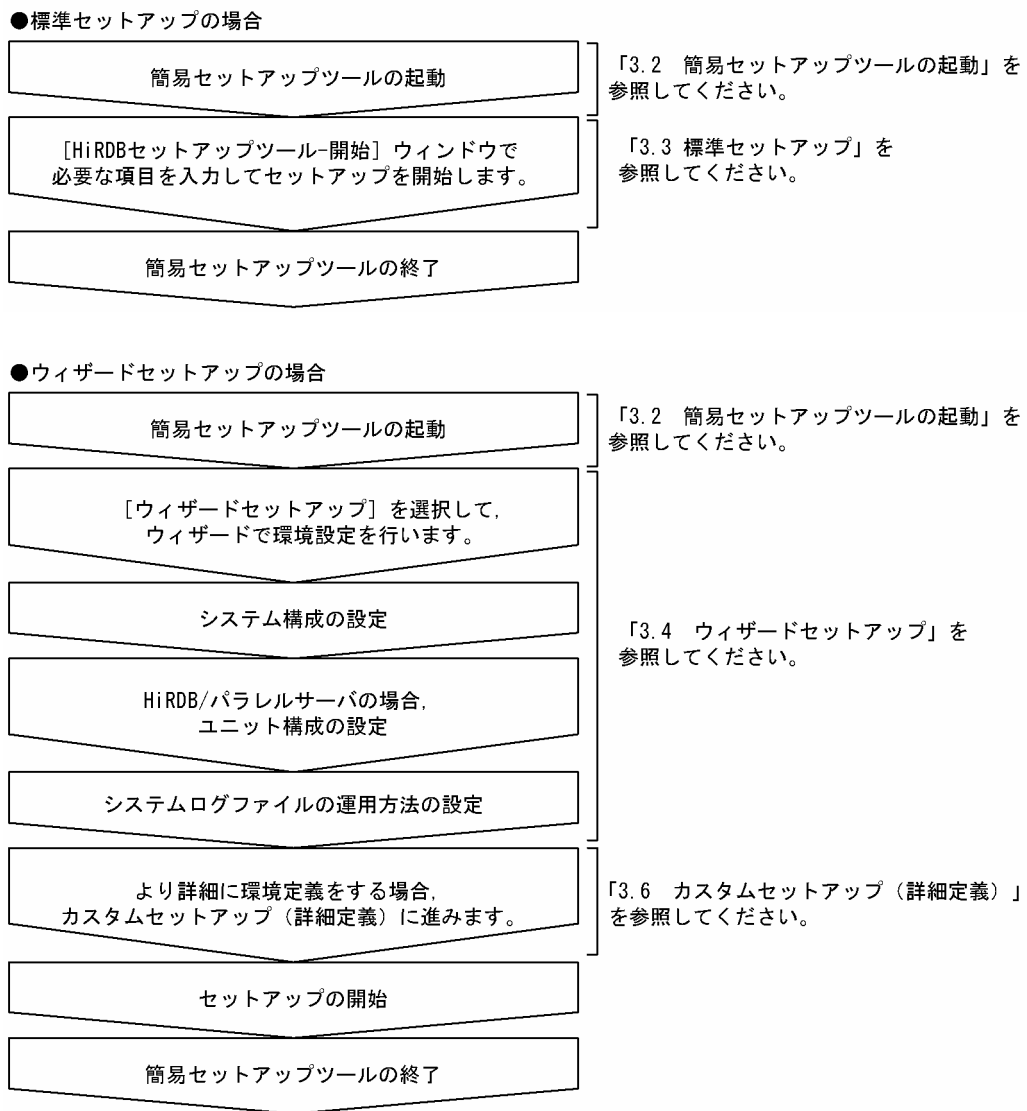 ●標準セットアップの場合
簡易セットアップツールの起動
「3.2 簡易セットアップツールの起動」を
参照してください。
[HiRDBセットアップツール-開始] ウィンドウで
必要な項目を入力してセットアップを開始します。
「3.3 標準セットアップ」を
参照してください。
簡易セットアップツールの終了
●ウィザードセットアップの場合
簡易セットアップツールの起動
「3.2 簡易セットアップツールの起動」を
参照してください。
[ウィザードセットアップ] を選択して,
ウィザードで環境設定を行います。
システム構成の設定
「3.4 ウィザードセットアップ」を
参照してください。
HiRDB/パラレルサーバの場合,
ユニット構成の設定
システムログファイルの運用方法の設定
より詳細に環境定義をする場合,
カスタムセットアップ（詳細定義）に進みます。
「3.6 カスタムセットアップ（詳細定義）」
を参照してください。
セットアップの開始
簡易セットアップツールの終了